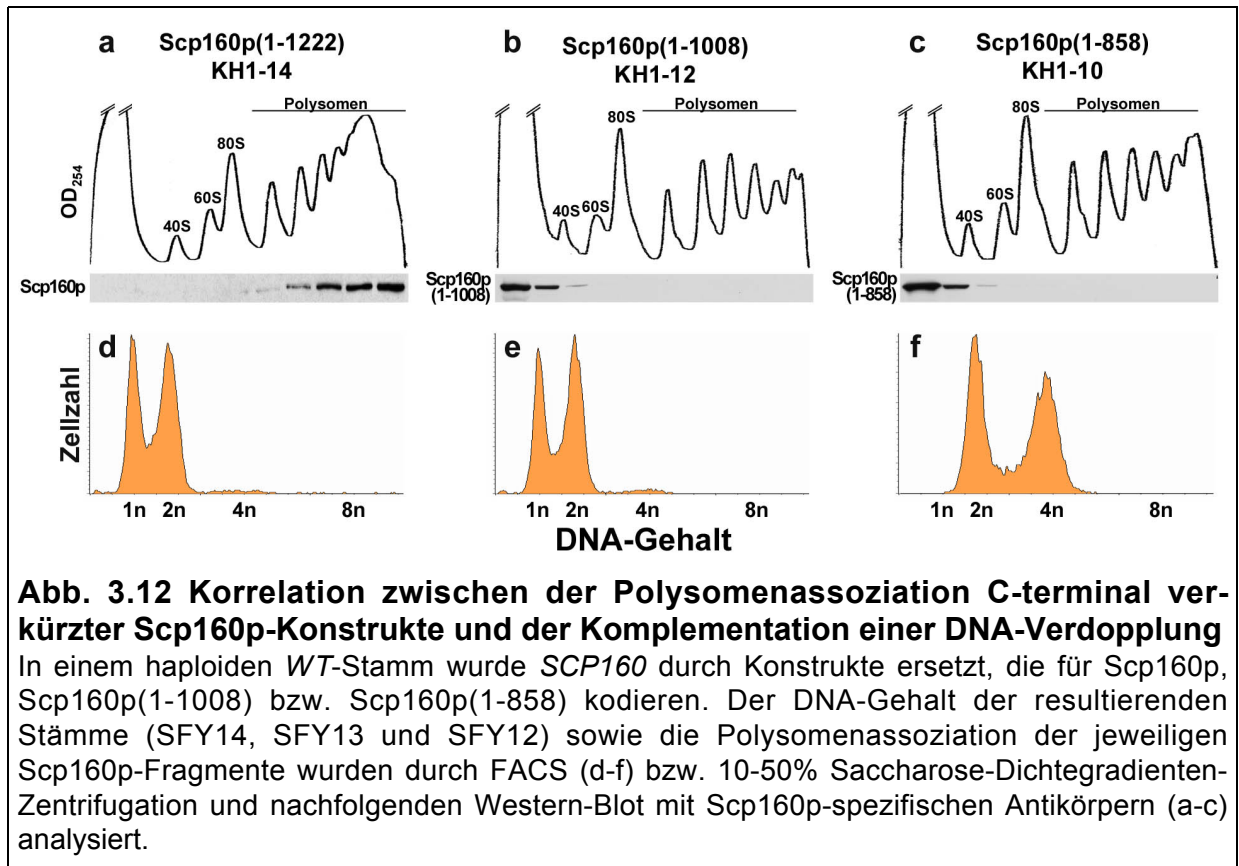 a
Scp160p(1-1222)
KH1-14
b
Scp160p(1-1008)
KH1-12
c
Scp160p(1-858)
KH1-10
OD254
40S
60S
80S
Polysomen
40S
60S
80S
Polysomen
40S
60S
80S
Polysomen
Scp160p
Scp160p
(1-1008)
Scp160p
(1-858)
Zellzahl
d
e
f
1n 2n 4n 8n
1n 2n 4n 8n
1n 2n 4n 8n
DNA-Gehalt
Abb. 3.12 Korrelation zwischen der Polysomenassoziation C-terminal ver-
kürzter Scp160p-Konstrukte und der Komplementation einer DNA-Verdopplung
In einem haploiden WT-Stamm wurde SCP160 durch Konstrukte ersetzt, die für Scp160p,
Scp160p(1-1008) bzw. Scp160p(1-858) kodieren. Der DNA-Gehalt der resultierenden
Stämme (SFY14, SFY13 und SFY12) sowie die Polysomenassoziation der jeweiligen
Scp160p-Fragmente wurden durch FACS (d-f) bzw. 10-50% Saccharose-Dichtegradienten-
Zentrifugation und nachfolgenden Western-Blot mit Scp160p-spezifischen Antikörpern (a-c)
analysiert.